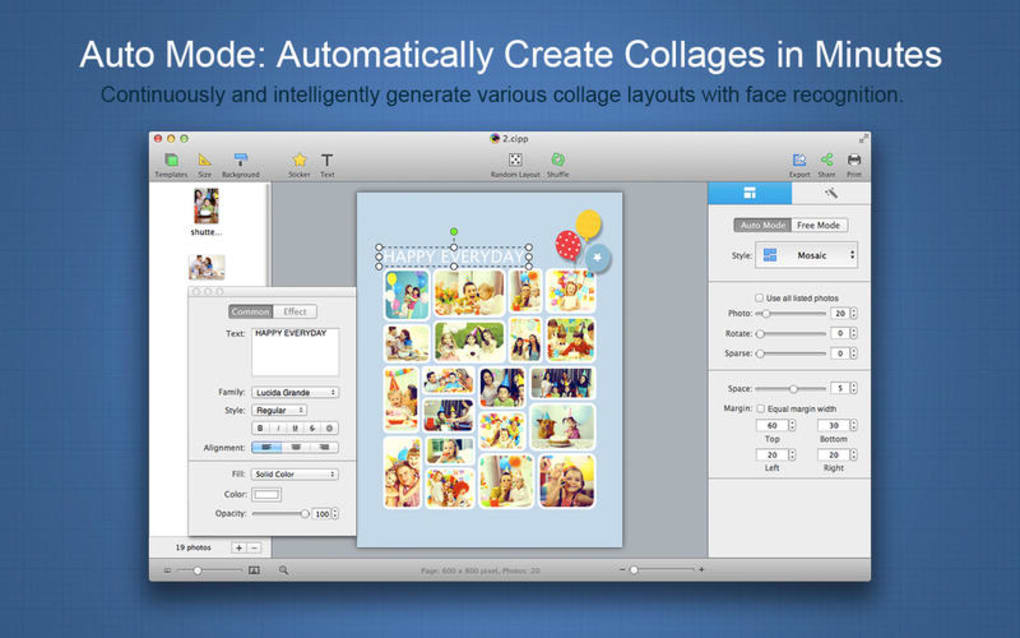 Auto Mode: Automatically Create Collages in Minutes
Continuously and intelligently generate various collage layouts with face recognition.
2.cipp
Templates Size Background Sticker Text Random Layout Shuffle Export Share Print
shutte...
HAPPY EVERYDAY
Common Effect
Text: HAPPY EVERYDAY
Family: Lucida Grande
Style: Regular
B I U S O
Alignment:
Fill: Solid Color
Color:
Opacity: 100
19 photos + −
Page: 600 x 800 pixel, Photos: 20
− +
Auto Mode Free Mode
Style: Mosaic
Use all listed photos
Photo: 20
Rotate: 0
Sparse: 0
Space: 5
Margin: Equal margin width
60 30
Top Bottom
20 20
Left Right